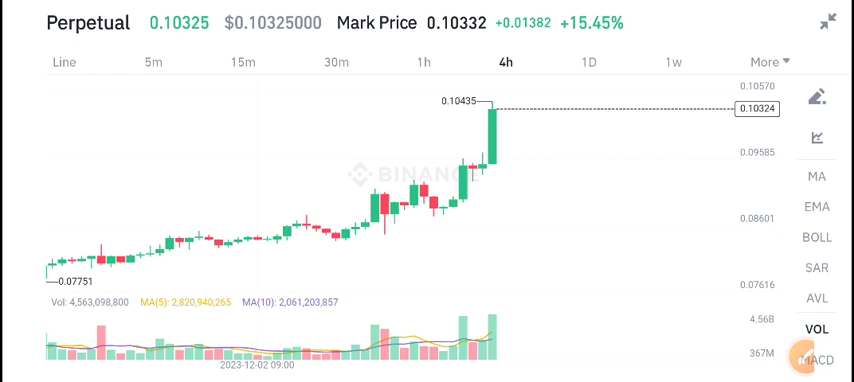 Perpetual 0.10325 $0.10325000 Mark Price 0.10332 +0.01382 +15.45%
Line 5m 15m 30m 1h 4h 1D 1w More
0.10570
0.10435
0.10324
0.09585
BINANCE
MA
EMA
0.08601
BOLL
SAR
0.07751
0.07616
AVL
Vol: 4,563,098,800 MA(5): 2,820,940,265 MA(10): 2,061,203,857
4.56B
VOL
367M
MACD
2023-12-02 09:00